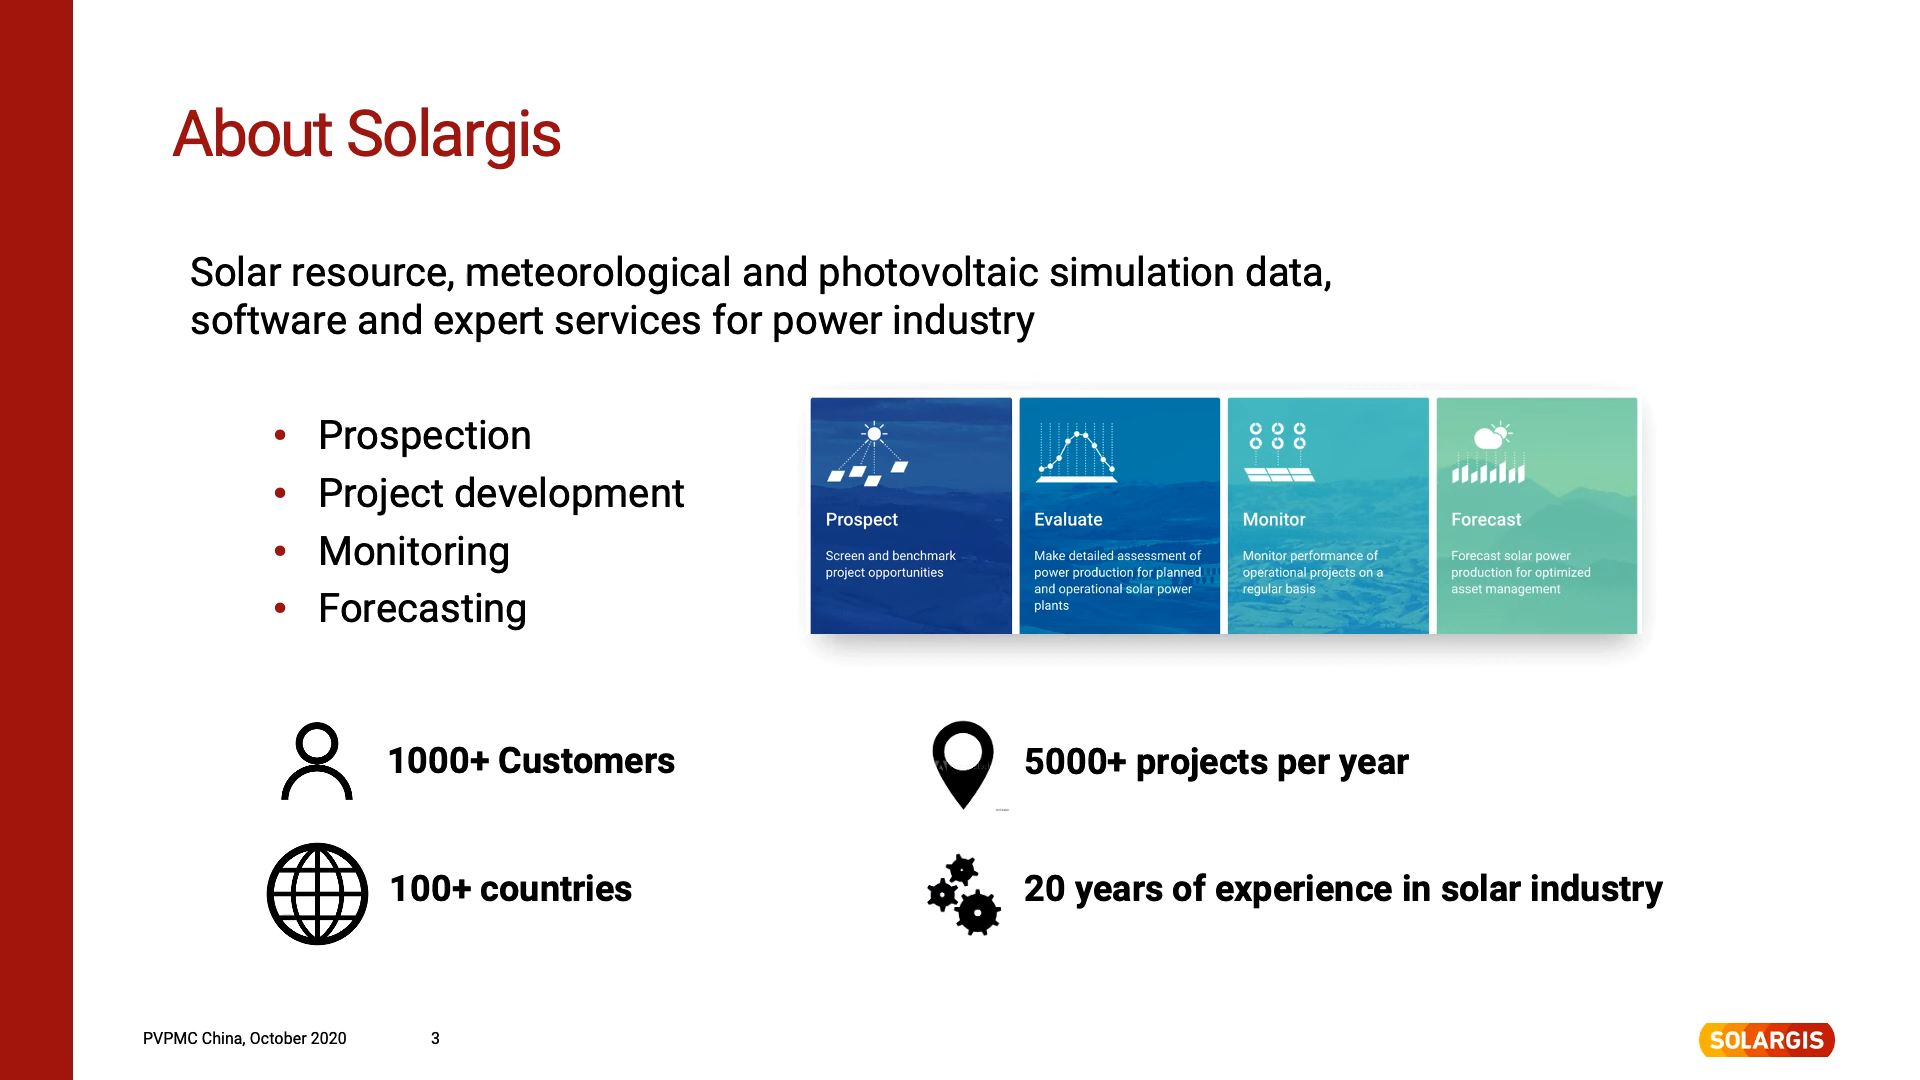 About Solargis
Solar resource, meteorological and photovoltaic simulation data,
software and expert services for power industry
• Prospection
• Project development
• Monitoring
• Forecasting
Prospect
Screen and benchmark
project opportunities
Evaluate
Make detailed assessment of
power production for planned
and operational solar power
plants
Monitor
Monitor performance of
operational projects on a
regular basis
Forecast
Forecast solar power
production for optimized
asset management
1000+ Customers
5000+ projects per year
100+ countries
20 years of experience in solar industry
PVPMC China, October 2020
3
SOLARGIS